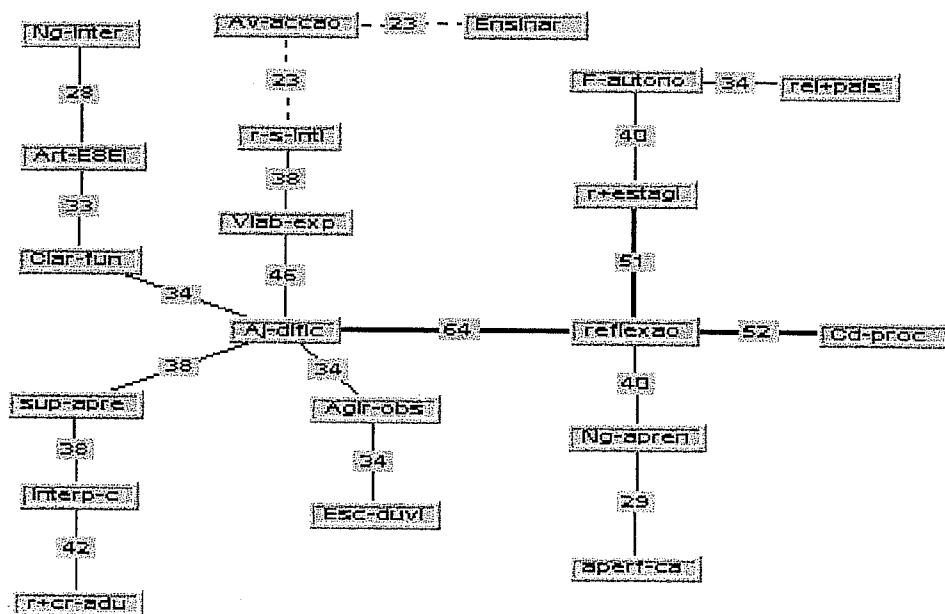 Av-accao 23 Ensinar
Ng-inter
28
23
F-autono 34 rel+pais
r-s-intl
40
Art-ESEI
38
r+estagi
33
Vlab-exp
Clar-fun
46
51
34
Aj-dific 64 reflexao 52 Cd-proc
38
34
40
sup-apre
Agir-obs
Ng-apren
38
34
29
Interp-c
Esc-duvi
42
aperf-ca
r+cr-adu